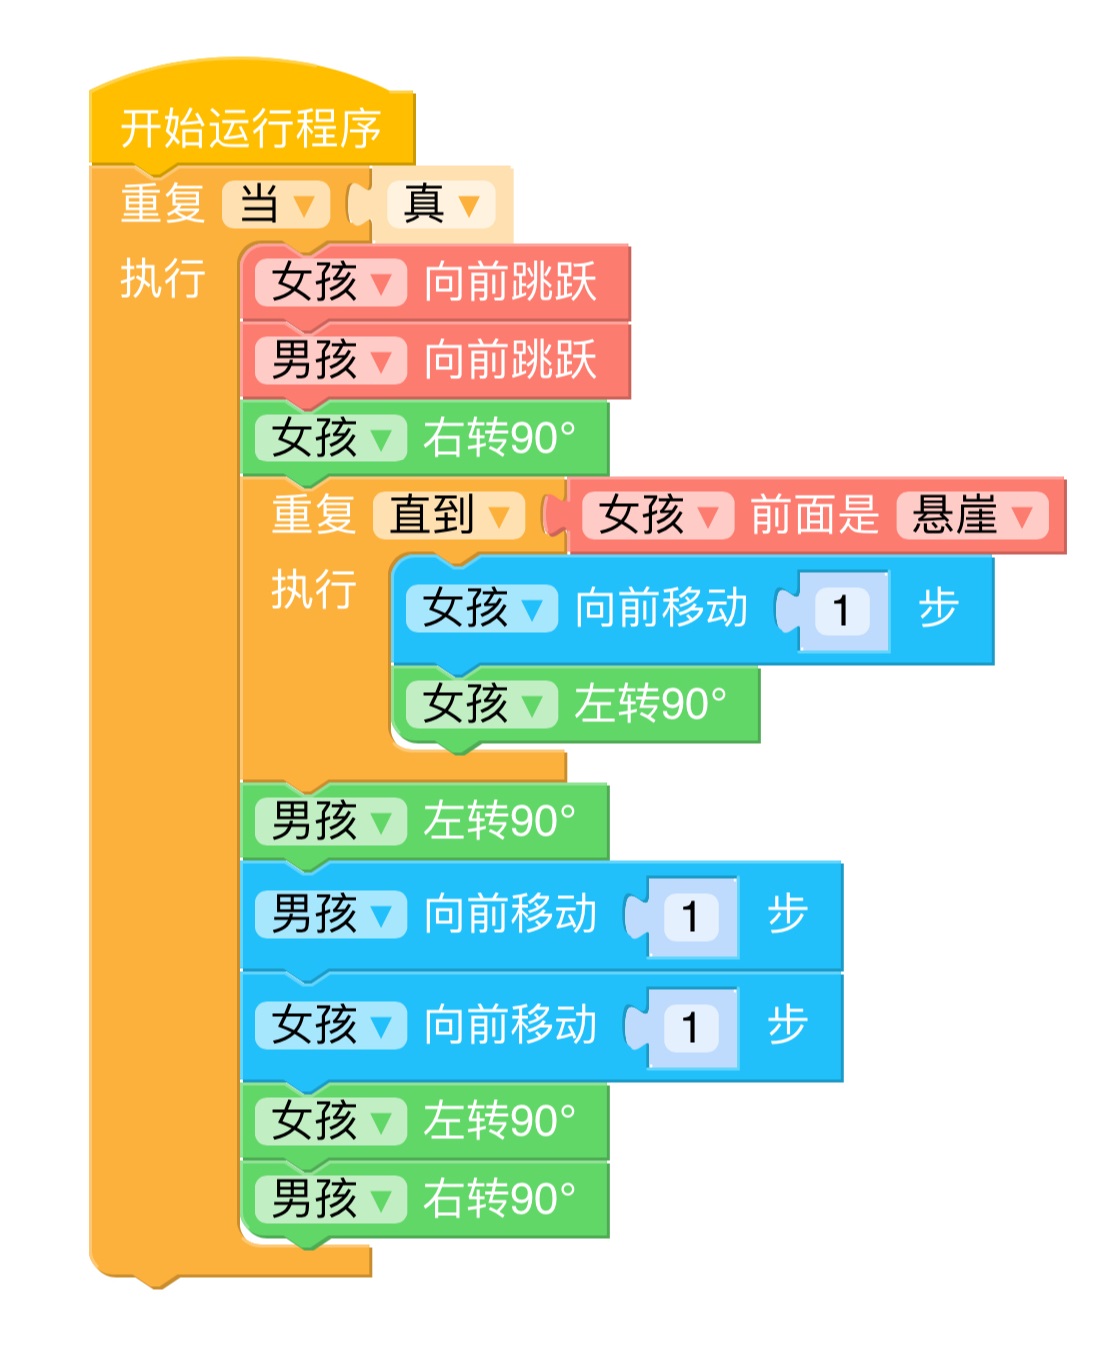 开始运行程序
重复 当 ▼ 真 ▼
执行
女孩 ▼ 向前跳跃
男孩 ▼ 向前跳跃
女孩 ▼ 右转90°
重复 直到 ▼ 女孩 ▼ 前面是 悬崖 ▼
执行
女孩 ▼ 向前移动 1 步
女孩 ▼ 左转90°
男孩 ▼ 左转90°
男孩 ▼ 向前移动 1 步
女孩 ▼ 向前移动 1 步
女孩 ▼ 左转90°
男孩 ▼ 右转90°